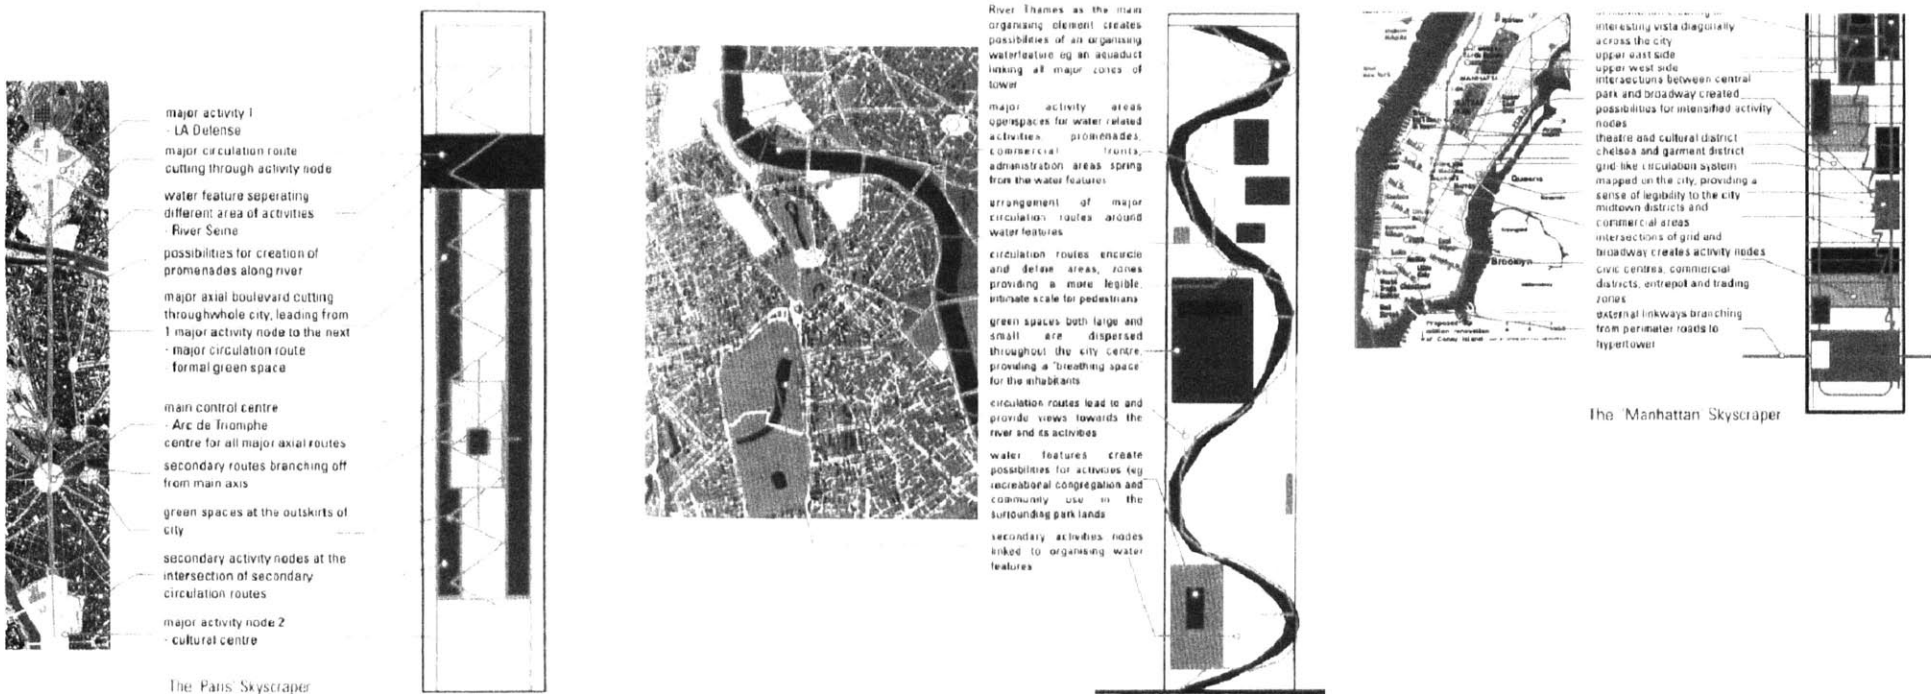 major activity 1
- LA Defense
major circulation route
cutting through activity node
water feature seperating
different area of activities
- River Seine
possibilities for creation of
promenades along river
major axial boulevard cutting
throughwhole city, leading from
1 major activity node to the next
- major circulation route
- formal green space
main control centre
- Arc de Triomphe
centre for all major axial routes
secondary routes branching off
from main axis
green spaces at the outskirts of
city
secondary activity nodes at the
intersection of secondary
circulation routes
major activity node 2
- cultural centre
The 'Paris' Skyscraper
River Thames as the main
organising element creates
possibilities of an organising
waterfeature eg an aquaduct
linking all major zones of
tower
major activity areas
openspaces for water related
activities promenades,
commercial fronts,
administration areas spring
from the water features
arrangement of major
circulation routes around
water features
circulation routes encircle
and define areas, zones
providing a more legible,
intimate scale for pedestrians
green spaces both large and
small are dispersed
throughout the city centre,
providing a 'breathing space'
for the inhabitants
circulation routes lead to and
provide views towards the
river and its activities
water features create
possibilities for activities (eg
recreational congregation and
community use in the
surrounding park lands
secondary activities nodes
linked to organising water
features
Queens
Brooklyn
interesting vista diagonally
across the city
upper east side
upper west side
intersections between central
park and broadway created
possibilities for intensified activity
nodes
theatre and cultural district
chelsea and garment district
grid-like circulation system
mapped on the city, providing a
sense of legibility to the city
midtown districts and
commercial areas
intersections of grid and
broadway creates activity nodes
civic centres, commercial
districts, entrepot and trading
zones
external linkways branching
from perimeter roads to
hypertower
The 'Manhattan Skyscraper